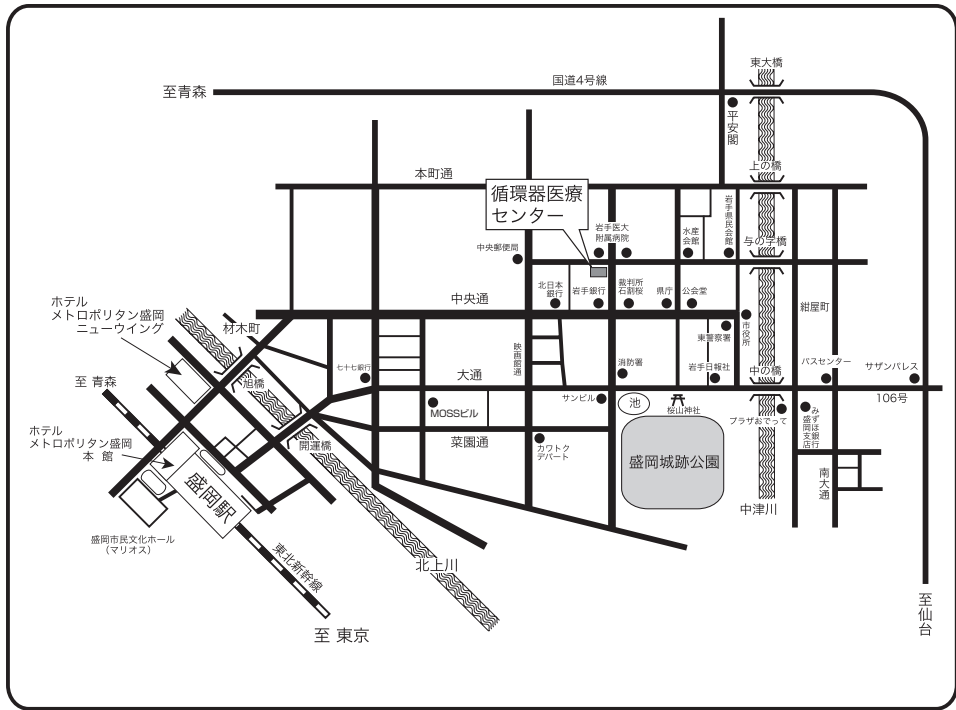 東大橋
国道4号線
至青森
平安閣
上の橋
本町通
循環器医療
センター
岩手医大
附属病院
水産
会館
岩手県民会館
与の字橋
中央郵便局
北日本
銀行
岩手銀行
裁判所
石割桜
県庁
公会堂
中央通
紺屋町
市役所
ホテル
メトロポリタン盛岡
ニューウイング
材木町
映画館通
東警察署
消防署
岩手日報社
中の橋
バスセンター
サザンパレス
七十七銀行
大通
至 青森
旭橋
106号
サンビル
池
桜山神社
MOSSビル
プラザおでって
みずほ支銀
盛岡支店行
ホテル
メトロポリタン盛岡
本 館
開運橋
菜園通
カワトク
デパート
盛岡城跡公園
南大通
盛岡駅
中津川
盛岡市民文化ホール
(マリオス)
東北新幹線
北上川
至仙台
至 東京